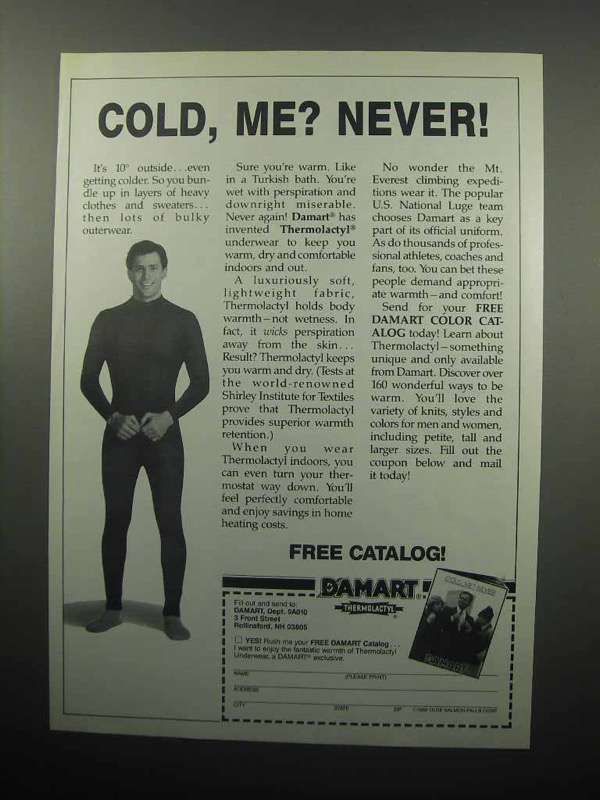 COLD, ME? NEVER!
It's 10° outside...even
getting colder. So you bun-
dle up in layers of heavy
clothes and sweaters...
then lots of bulky
outerwear.
Sure you're warm. Like
in a Turkish bath. You're
wet with perspiration and
downright miserable.
Never again! Damart® has
invented Thermolactyl®
underwear to keep you
warm, dry and comfortable
indoors and out.
A luxuriously soft,
lightweight fabric,
Thermolactyl holds body
warmth—not wetness. In
fact, it wicks perspiration
away from the skin...
Result? Thermolactyl keeps
you warm and dry. (Tests at
the world-renowned
Shirley Institute for Textiles
prove that Thermolactyl
provides superior warmth
retention.)
When you wear
Thermolactyl indoors, you
can even turn your ther-
mostat way down. You'll
feel perfectly comfortable
and enjoy savings in home
heating costs.
No wonder the Mt.
Everest climbing expedi-
tions wear it. The popular
U.S. National Luge team
chooses Damart as a key
part of its official uniform.
As do thousands of profes-
sional athletes, coaches and
fans, too. You can bet these
people demand appropri-
ate warmth—and comfort!
Send for your FREE
DAMART COLOR CAT-
ALOG today! Learn about
Thermolactyl—something
unique and only available
from Damart. Discover over
160 wonderful ways to be
warm. You'll love the
variety of knits, styles and
colors for men and women,
including petite, tall and
larger sizes. Fill out the
coupon below and mail
it today!
FREE CATALOG!
DAMART®
THERMOLACTYL
COLD, ME? NEVER
DAMART
Fill out and send to:
DAMART, Dept.
3 Front Street
Rollinsford, NH 03805
☐ YES! Rush me your FREE DAMART Catalog...
I want to enjoy the fantastic warmth of Thermolactyl
Underwear, a DAMART® exclusive.
NAME (PLEASE PRINT)
ADDRESS
CITY STATE ZIP